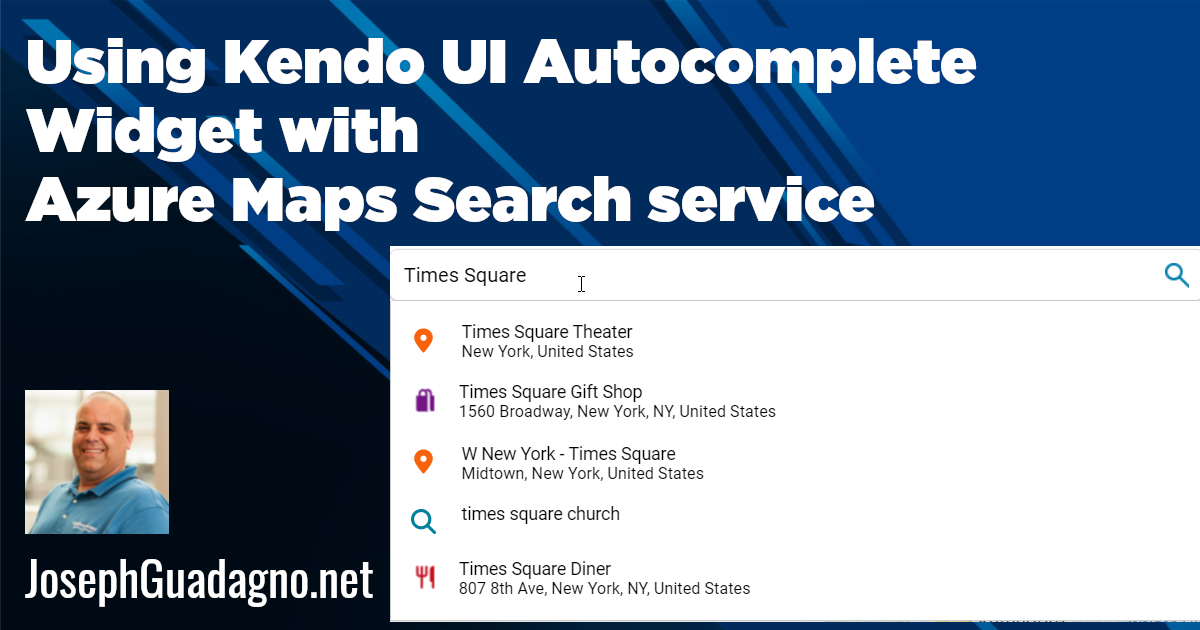 Using Kendo UI Autocomplete
Widget with
Azure Maps Search service
Times Square
Times Square Theater
New York, United States
Times Square Gift Shop
1560 Broadway, New York, NY, United States
W New York - Times Square
Midtown, New York, United States
times square church
Times Square Diner
807 8th Ave, New York, NY, United States
JosephGuadagno.net